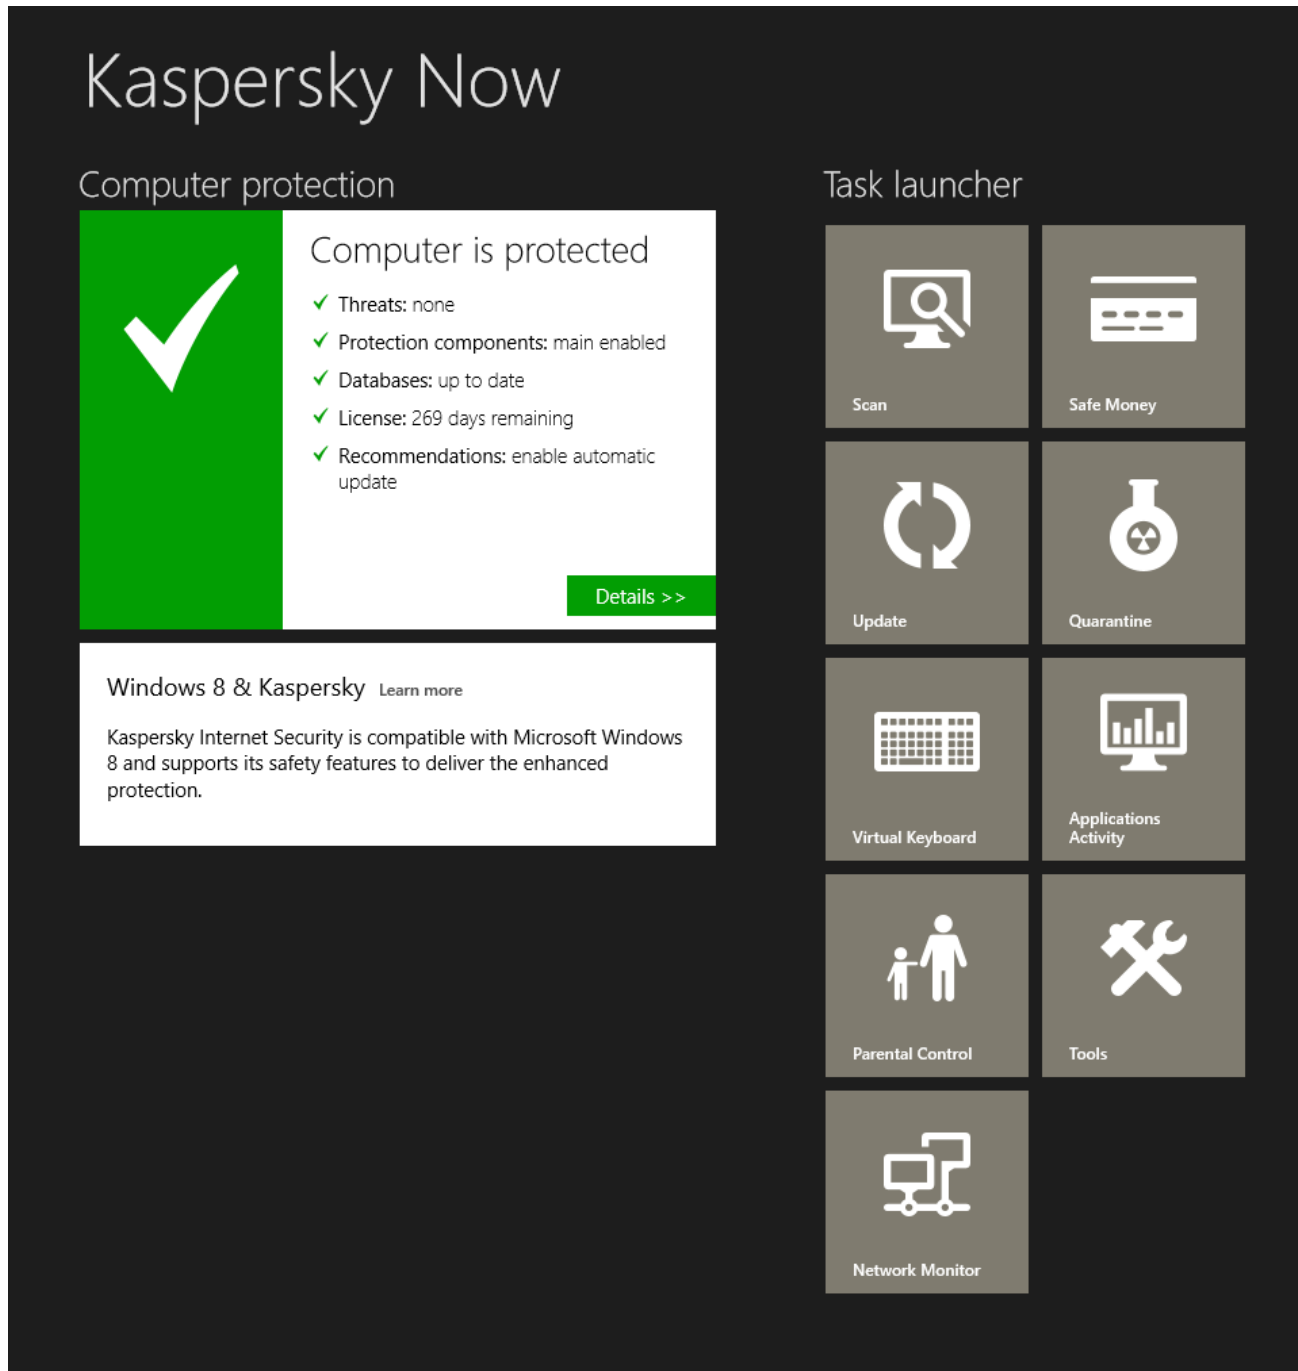 Kaspersky Now
Computer protection
Computer is protected
Threats: none
Protection components: main enabled
Databases: up to date
License: 269 days remaining
Recommendations: enable automatic
update
Details >>
Windows 8 & Kaspersky Learn more
Kaspersky Internet Security is compatible with Microsoft Windows
8 and supports its safety features to deliver the enhanced
protection.
Task launcher
Scan
Safe Money
Update
Quarantine
Virtual Keyboard
Applications
Activity
Parental Control
Tools
Network Monitor